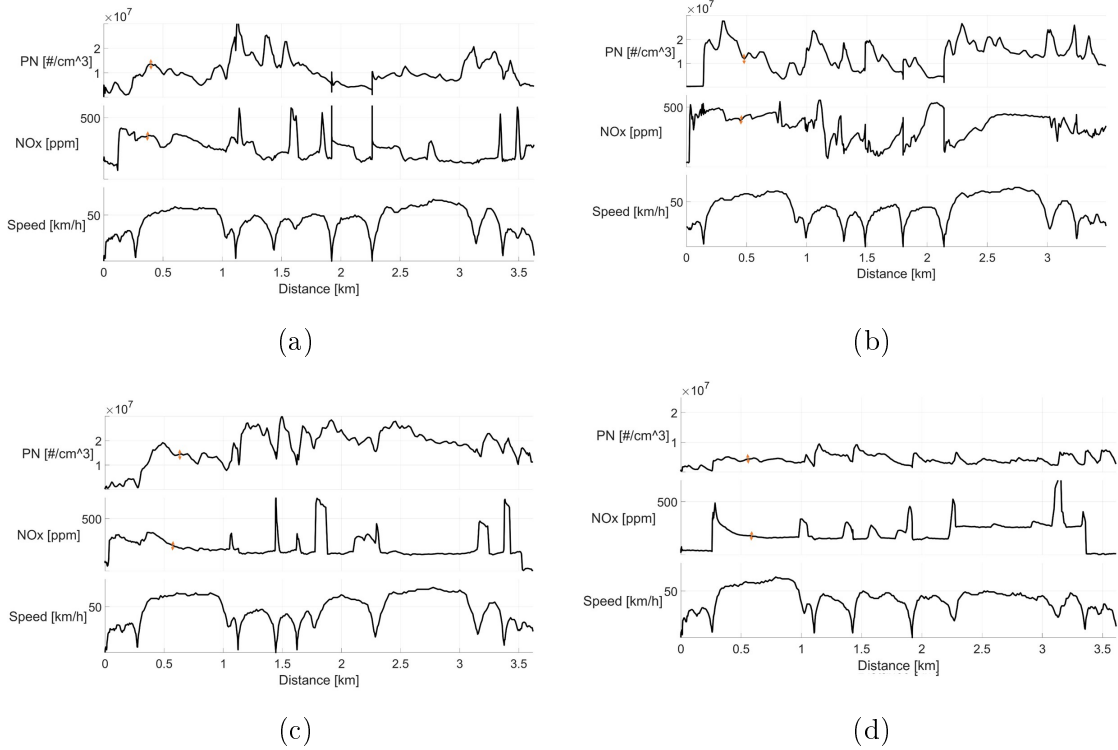 ×10^7
PN [#/cm^3]
2
1
NOx [ppm]
500
Speed [km/h]
50
0 0.5 1 1.5 2 2.5 3 3.5
Distance [km]
(a)
×10^7
PN [#/cm^3]
2
1
NOx [ppm]
500
Speed [km/h]
50
0 0.5 1 1.5 2 2.5 3
Distance [km]
(b)
×10^7
PN [#/cm^3]
2
1
NOx [ppm]
500
Speed [km/h]
50
0 0.5 1 1.5 2 2.5 3 3.5
Distance [km]
(c)
×10^7
PN [#/cm^3]
2
1
NOx [ppm]
500
Speed [km/h]
50
0 0.5 1 1.5 2 2.5 3 3.5
Distance [km]
(d)